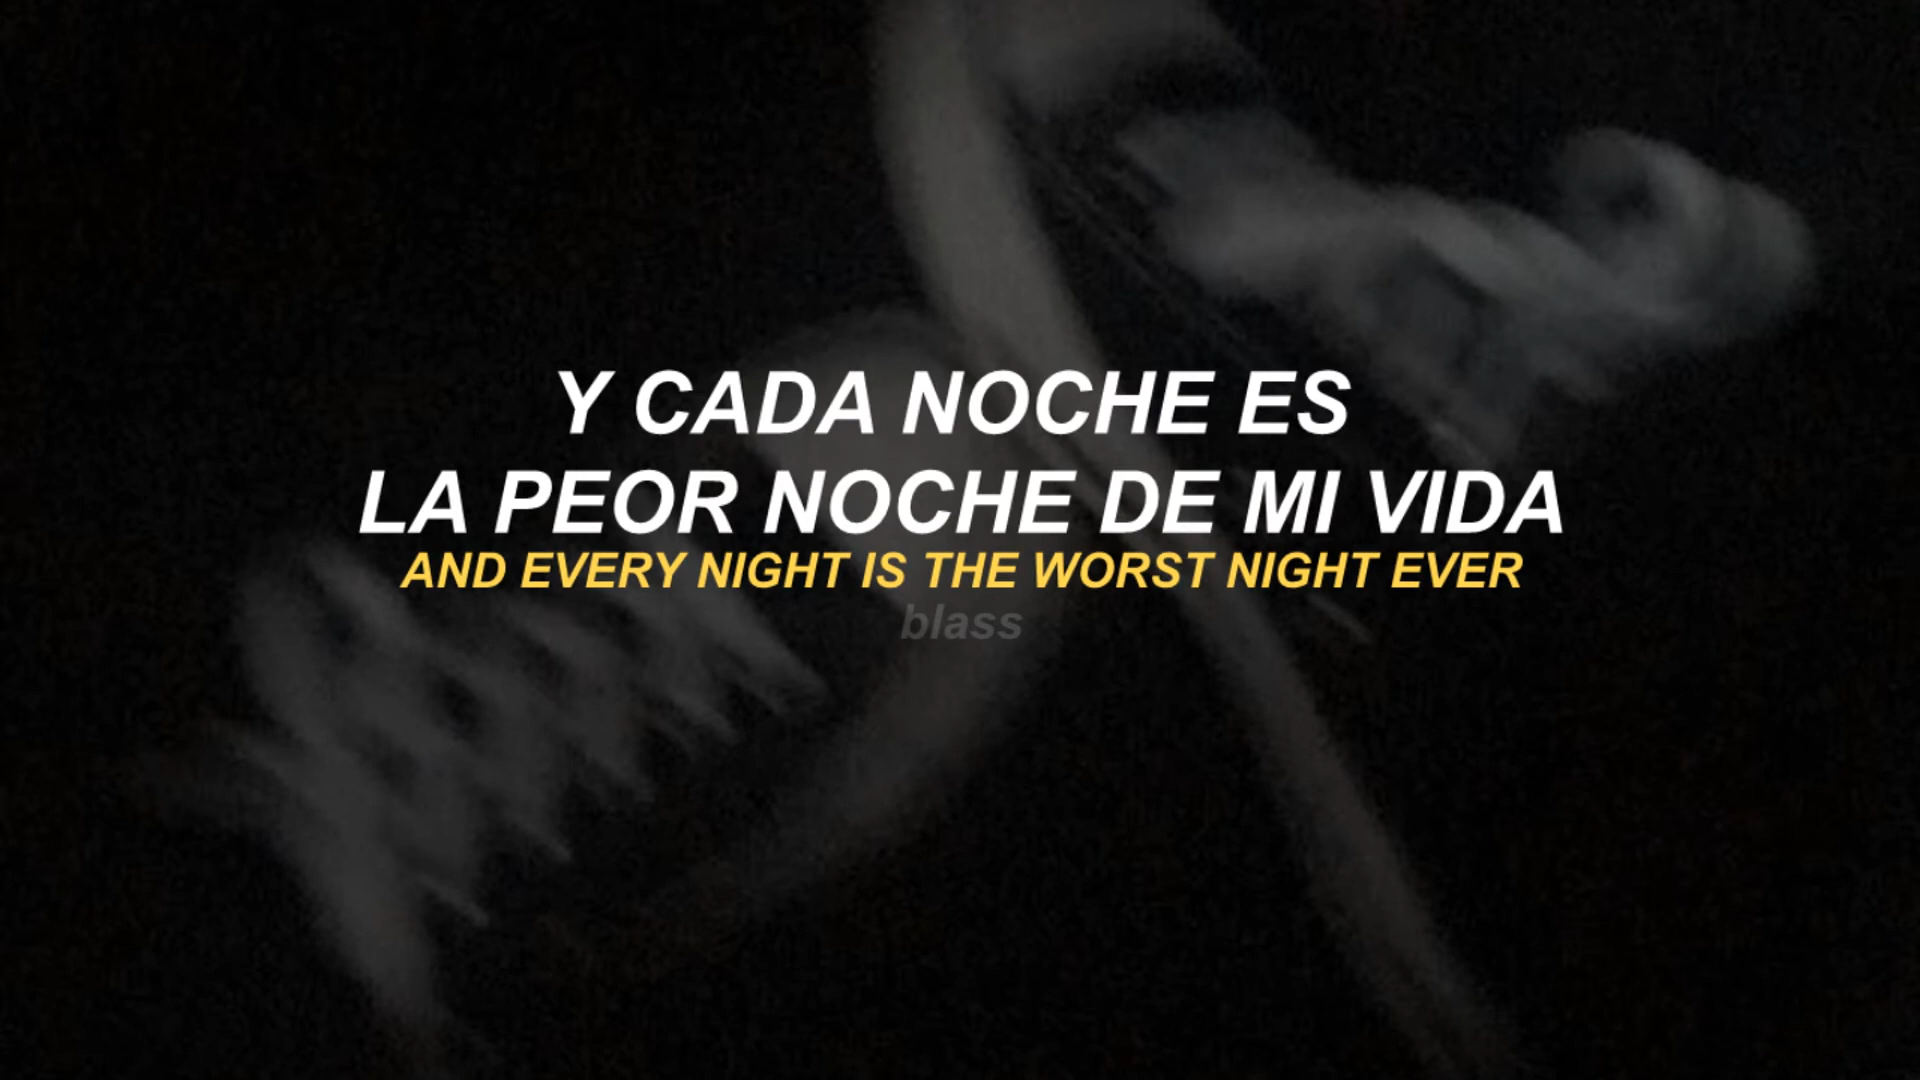 Y CADA NOCHE ES
LA PEOR NOCHE DE MI VIDA
AND EVERY NIGHT IS THE WORST NIGHT EVER
blass